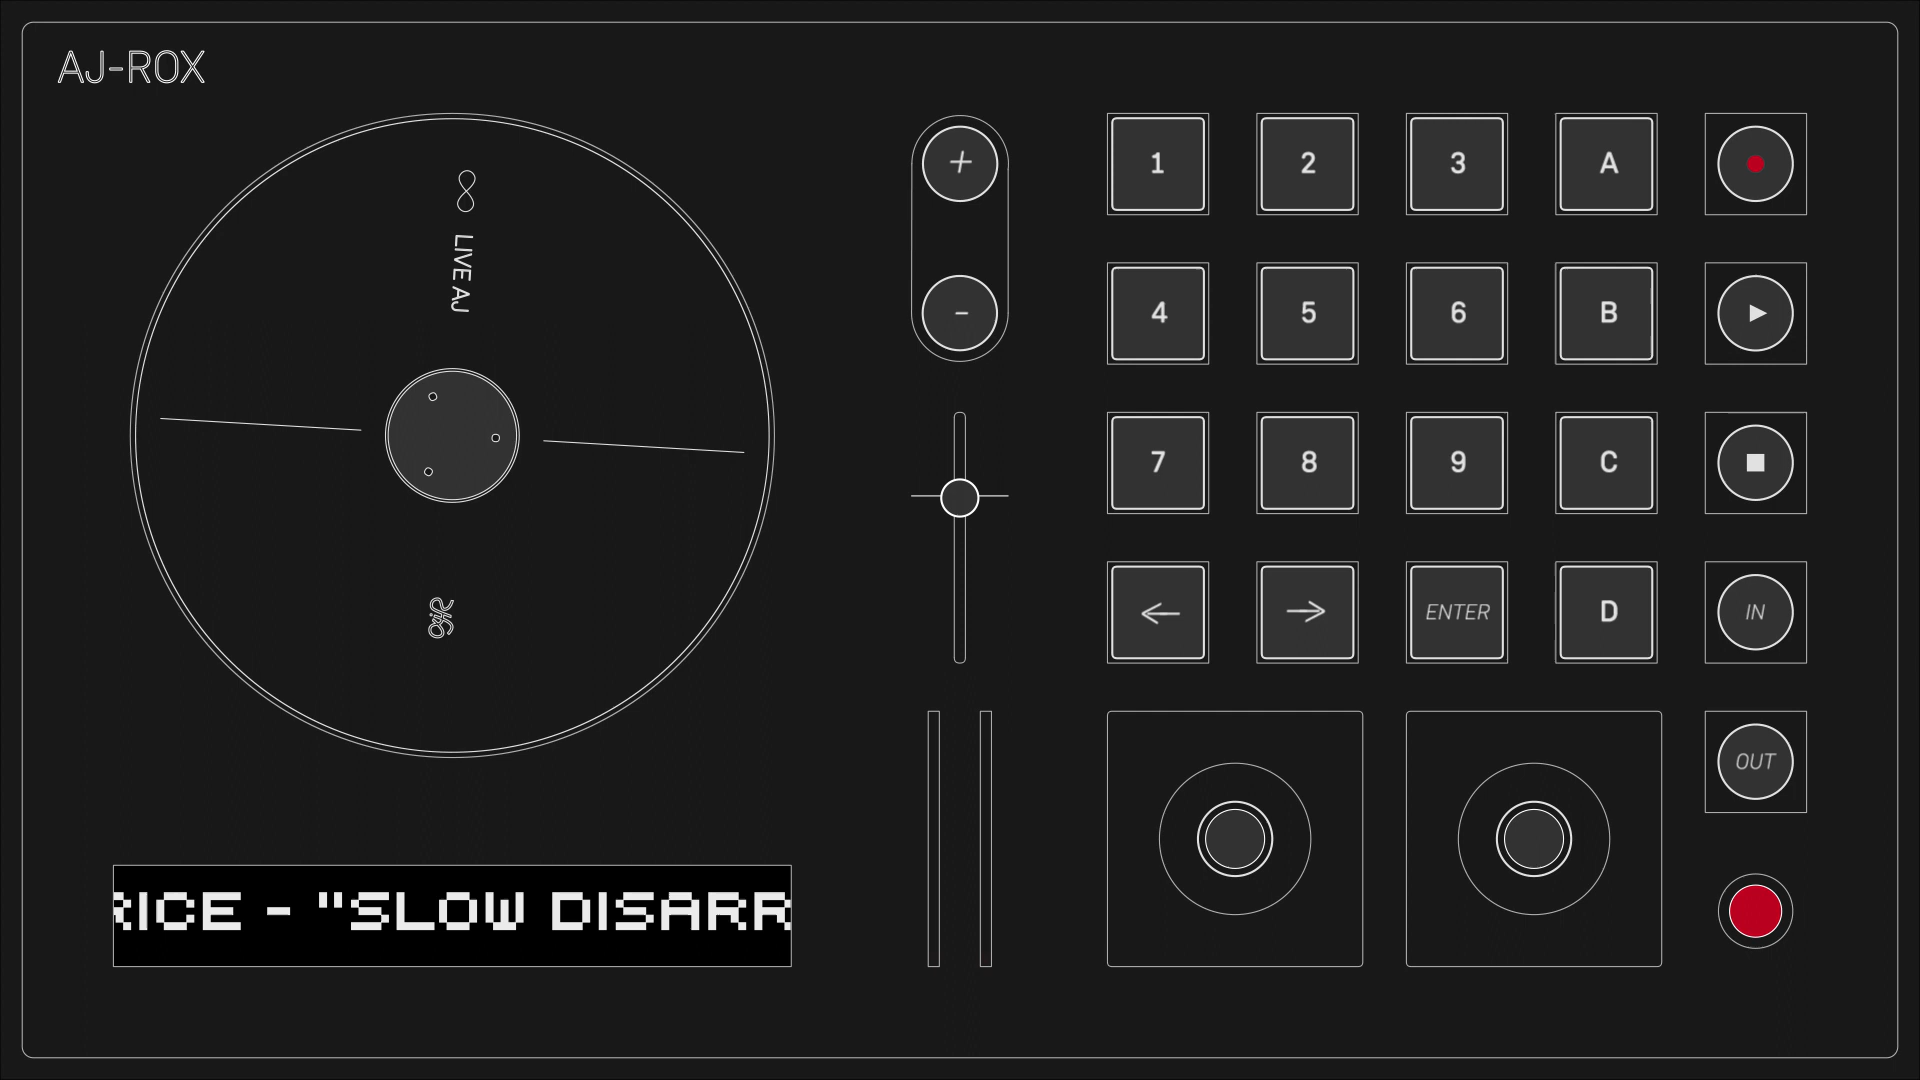 AJ-ROX
LIVE AJ
+
-
1 2 3 A
4 5 6 B
7 8 9 C
← → ENTER D
IN
OUT
RICE - "SLOW DISARR